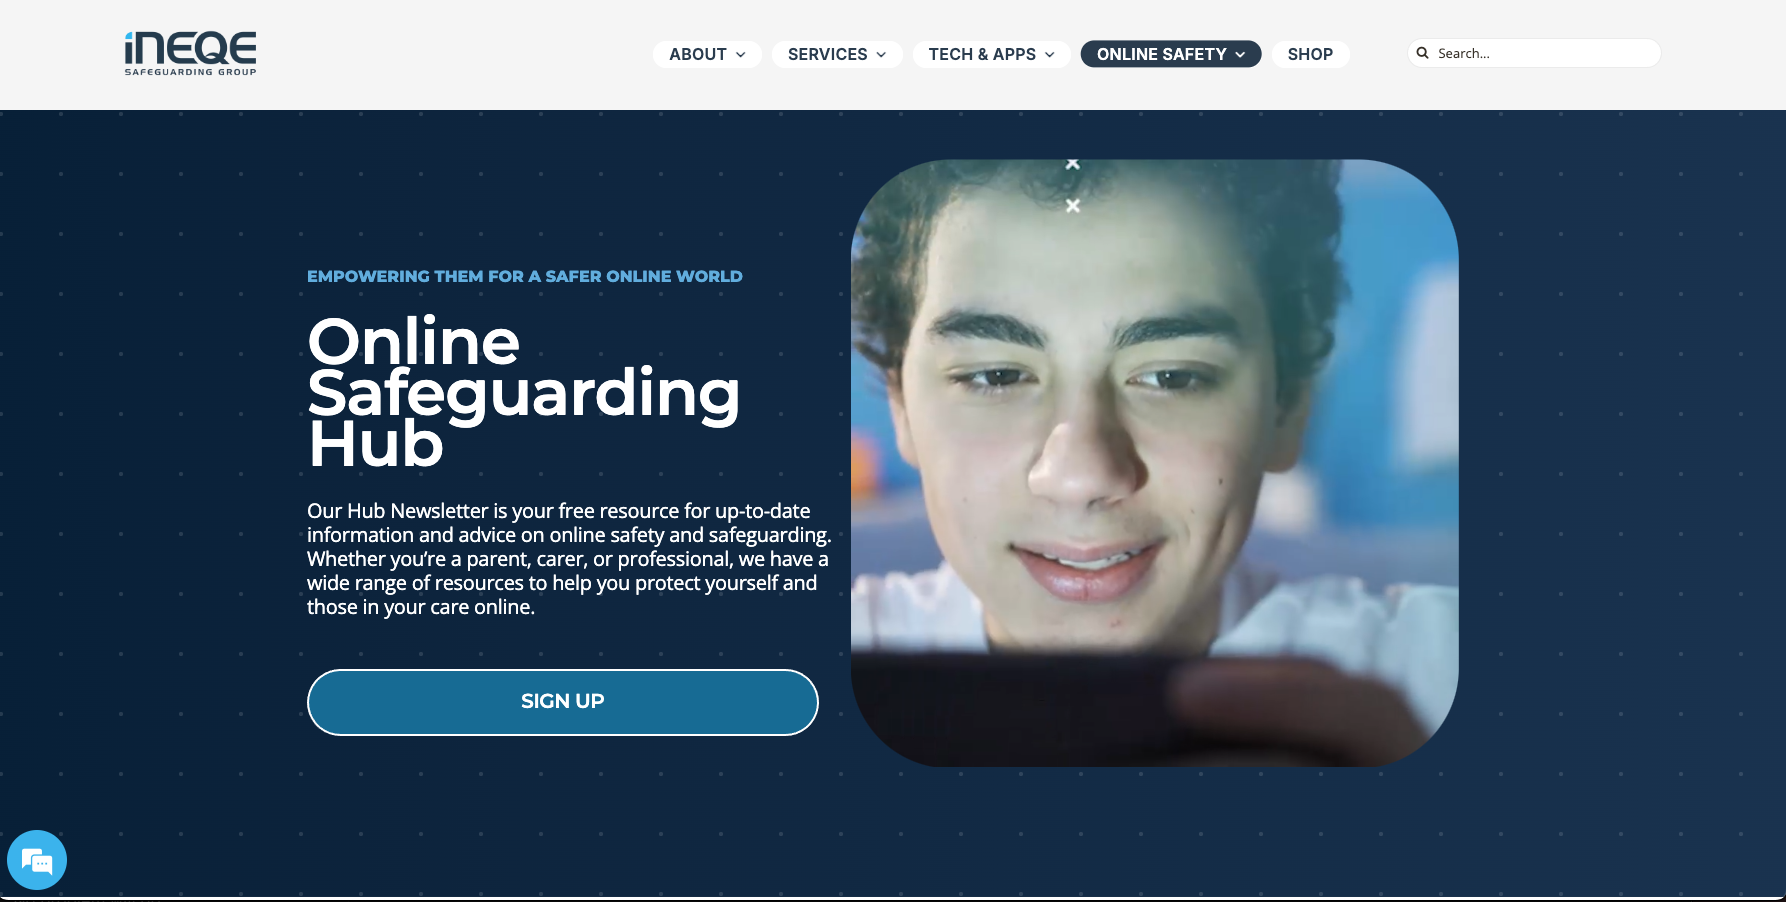 iNEQE
SAFEGUARDING GROUP
ABOUT
SERVICES
TECH & APPS
ONLINE SAFETY
SHOP
Search...
EMPOWERING THEM FOR A SAFER ONLINE WORLD
Online
Safeguarding
Hub
Our Hub Newsletter is your free resource for up-to-date
information and advice on online safety and safeguarding.
Whether you’re a parent, carer, or professional, we have a
wide range of resources to help you protect yourself and
those in your care online.
SIGN UP